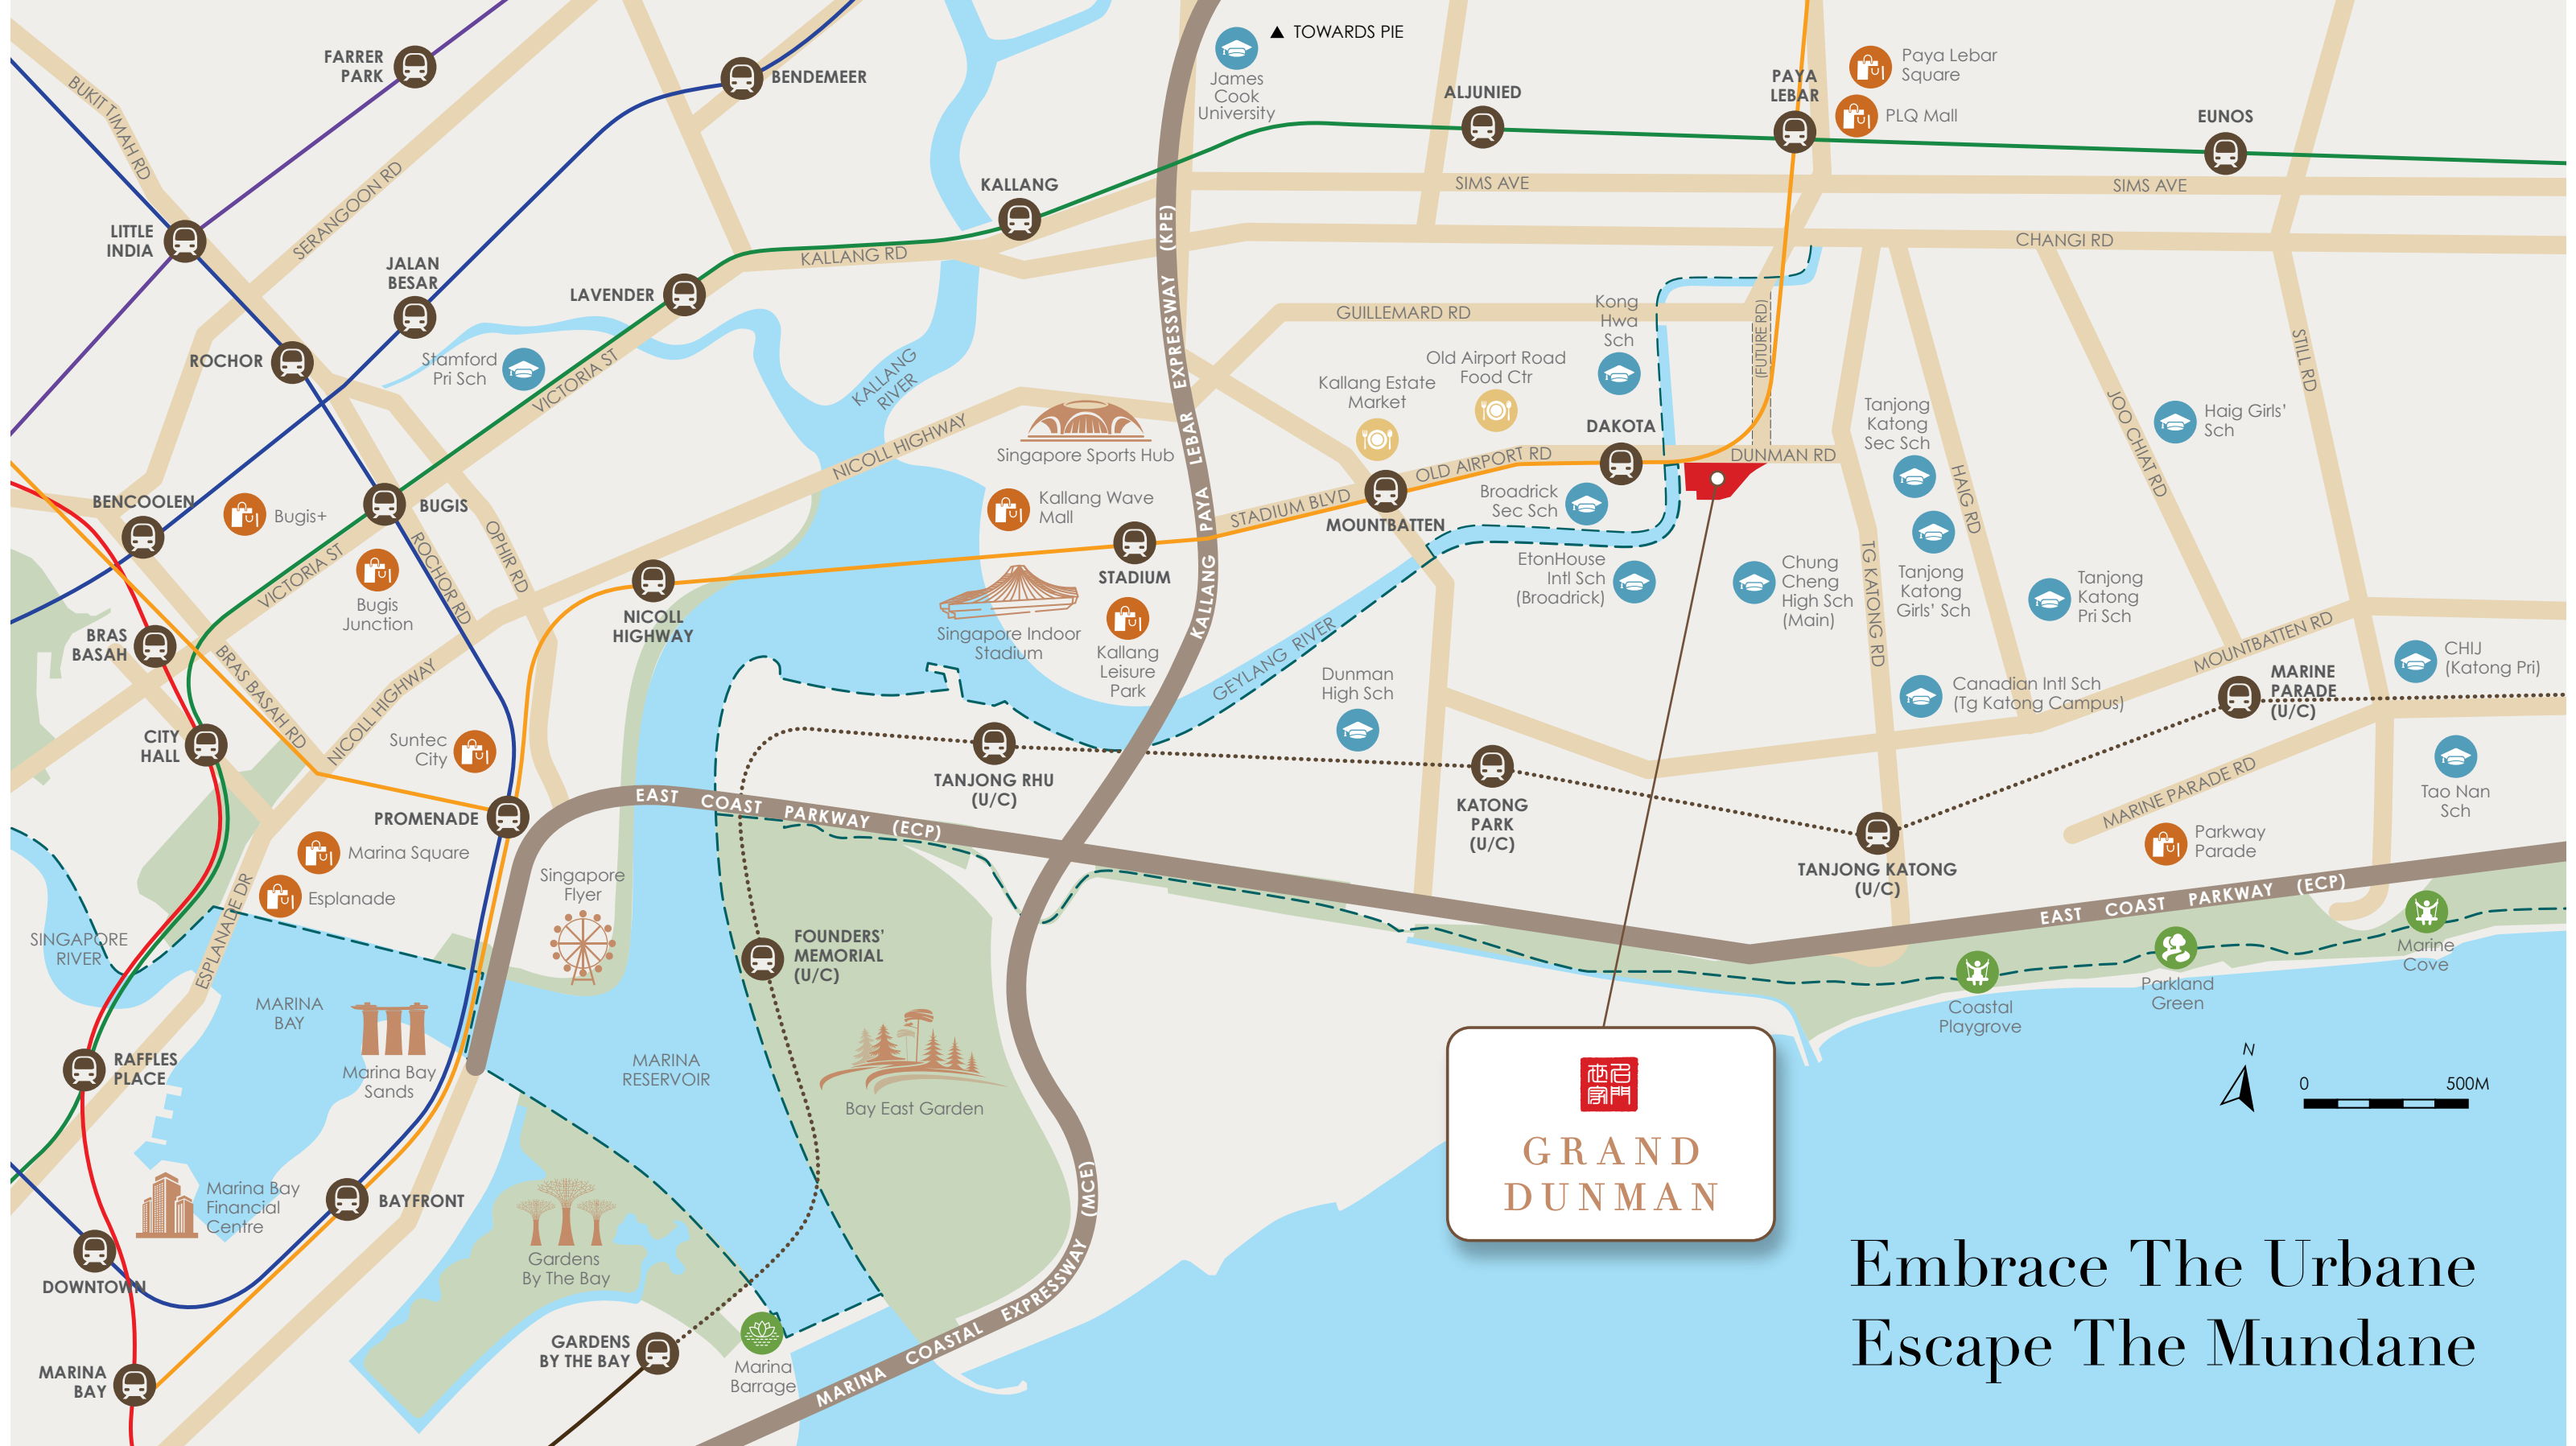 ▲ TOWARDS PIE
FARRER
PARK
BENDEMEER
James
Cook
University
ALJUNIED
PAYA
LEBAR
Paya Lebar
Square
PLQ Mall
EUNOS
BUKIT TIMAH RD
SERANGOON RD
KALLANG
SIMS AVE
SIMS AVE
LITTLE
INDIA
JALAN
BESAR
KALLANG RD
CHANGI RD
LAVENDER
KALLANG PAYA LEBAR EXPRESSWAY (KPE)
GUILLEMARD RD
Kong
Hwa
Sch
(FUTURE RD)
STILL RD
ROCHOR
Stamford
Pri Sch
VICTORIA ST
KALLANG
RIVER
Kallang Estate
Market
Old Airport Road
Food Ctr
DAKOTA
Tanjong
Katong
Sec Sch
JOO CHIAT RD
Haig Girls’
Sch
NICOLL HIGHWAY
Singapore Sports Hub
OLD AIRPORT RD
DUNMAN RD
HAIG RD
BENCOOLEN
Bugis+
BUGIS
Kallang Wave
Mall
STADIUM BLVD
MOUNTBATTEN
Broadrick
Sec Sch
OPHIR RD
ROCHOR RD
VICTORIA ST
Bugis
Junction
NICOLL
HIGHWAY
STADIUM
EtonHouse
Intl Sch
(Broadrick)
Chung
Cheng
High Sch
(Main)
TG KATONG RD
Tanjong
Katong
Girls’ Sch
Tanjong
Katong
Pri Sch
BRAS
BASAH
BRAS BASAH RD
NICOLL HIGHWAY
Singapore Indoor
Stadium
Kallang
Leisure
Park
GEYLANG RIVER
MOUNTBATTEN RD
CHIJ
(Katong Pri)
Dunman
High Sch
Canadian Intl Sch
(Tg Katong Campus)
MARINE
PARADE
(U/C)
CITY
HALL
Suntec
City
TANJONG RHU
(U/C)
KATONG
PARK
(U/C)
MARINE PARADE RD
Tao Nan
Sch
PROMENADE
EAST COAST PARKWAY (ECP)
Marina Square
Parkway
Parade
TANJONG KATONG
(U/C)
Esplanade
ESPLANADE DR
Singapore
Flyer
EAST COAST PARKWAY (ECP)
SINGAPORE
RIVER
FOUNDERS’
MEMORIAL
(U/C)
Marine
Cove
Parkland
Green
Coastal
Playgrove
MARINA
BAY
RAFFLES
PLACE
Marina Bay
Sands
MARINA
RESERVOIR
Bay East Garden
N
0 500M
名門
世家
GRAND
DUNMAN
Marina Bay
Financial
Centre
BAYFRONT
Gardens
By The Bay
DOWNTOWN
MARINA COASTAL EXPRESSWAY (MCE)
GARDENS
BY THE BAY
Marina
Barrage
MARINA
BAY
Embrace The Urbane
Escape The Mundane